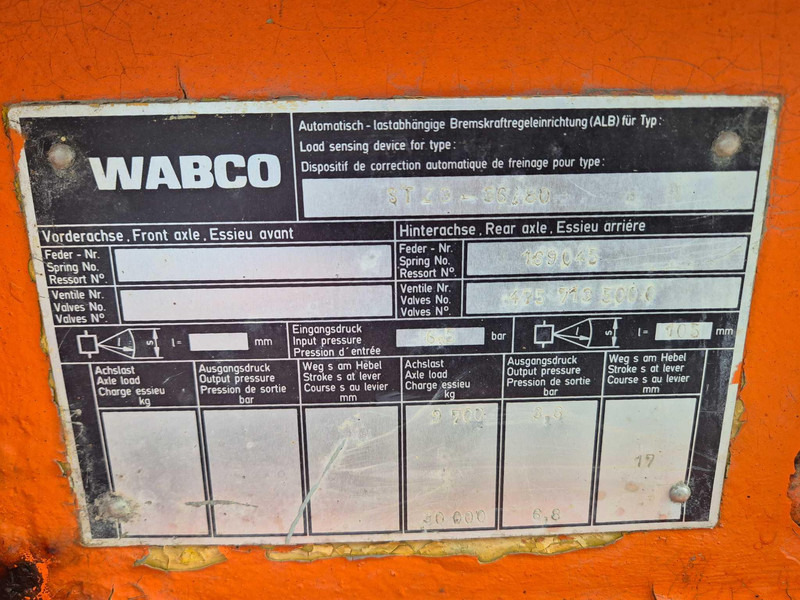 WABCO
Automatisch - lastabhängige Bremskraftregeleinrichtung (ALB) für Typ:
Load sensing device for type:
Dispositif de correction automatique de freinage pour type:
Vorderachse, Front axle, Essieu avant
Hinterachse, Rear axle, Essieu arriére
Feder - Nr.
Spring No.
Ressort N°.
Feder - Nr.
Spring No.
Ressort N°.
Ventile Nr.
Valves No.
Valves N°.
Ventile Nr.
Valves No.
Valves N°.
l= mm
Eingangsdruck
Input pressure
Pression d'entrée
bar
l= 105 mm
Achslast
Axle load
Charge essieu
kg
Ausgangsdruck
Output pressure
Pression de sortie
bar
Weg s am Hebel
Stroke s at lever
Course s au levier
mm
Achslast
Axle load
Charge essieu
kg
Ausgangsdruck
Output pressure
Pression de sortie
bar
Weg s am Hebel
Stroke s at lever
Course s au levier
mm
17
6,8